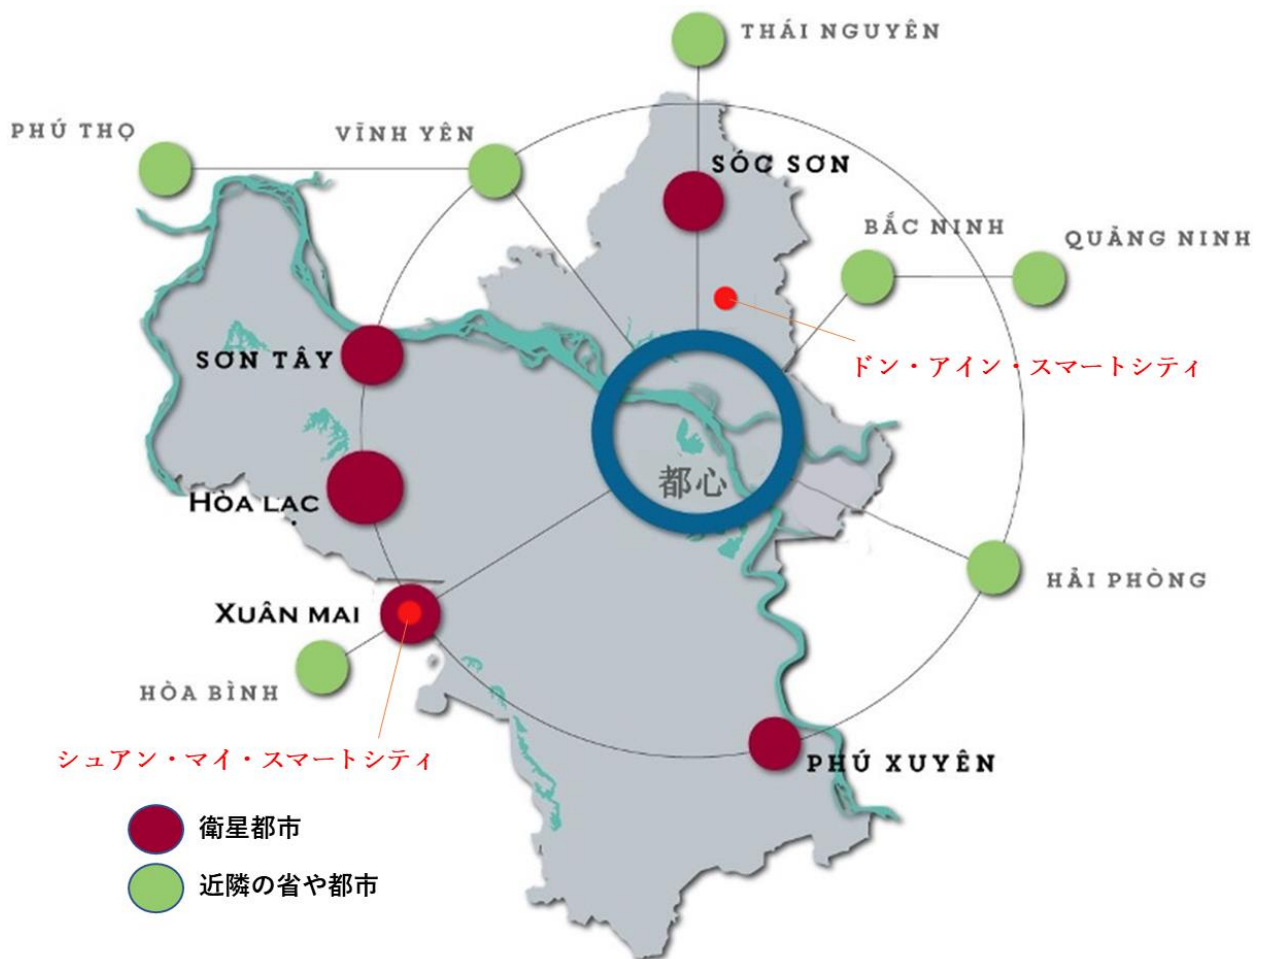 THÁI NGUYÊN
PHÚ THỌ
VĨNH YÊN
SÓC SƠN
BẮC NINH
QUẢNG NINH
SƠN TÂY
ドン・アイン・スマートシティ
都心
HÒA LẠC
HẢI PHÒNG
XUÂN MAI
HÒA BÌNH
シュアン・マイ・スマートシティ
PHÚ XUYÊN
衛星都市
近隣の省や都市